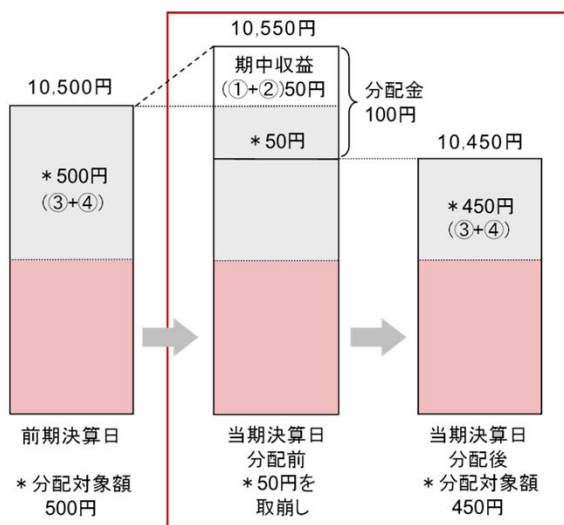 10,550円
10,500円
期中収益
(①+②)50円
分配金
100円
*50円
10,450円
*500円
(③+④)
*450円
(③+④)
前期決算日
*分配対象額
500円
当期決算日
分配前
*50円を
取崩し
当期決算日
分配後
*分配対象額
450円